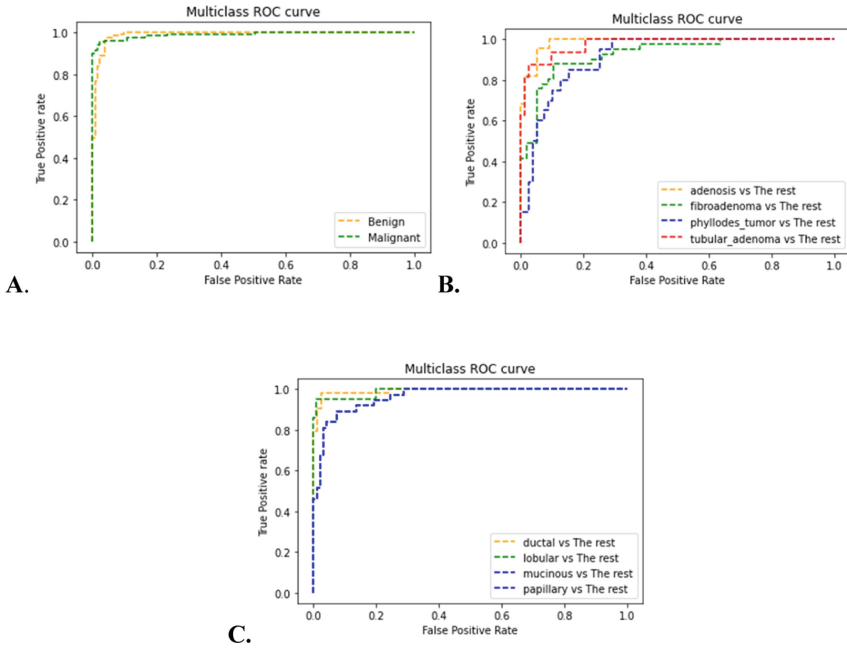 Multiclass ROC curve
1.0
0.8
0.6
0.4
0.2
0.0
True Positive rate
Benign
Malignant
0.0 0.2 0.4 0.6 0.8 1.0
False Positive Rate
A.
Multiclass ROC curve
1.0
0.8
0.6
0.4
0.2
0.0
True Positive rate
adenosis vs The rest
fibroadenoma vs The rest
phyllodes_tumor vs The rest
tubular_adenoma vs The rest
0.0 0.2 0.4 0.6 0.8 1.0
False Positive Rate
B.
Multiclass ROC curve
1.0
0.8
0.6
0.4
0.2
0.0
True Positive rate
ductal vs The rest
lobular vs The rest
mucinous vs The rest
papillary vs The rest
0.0 0.2 0.4 0.6 0.8 1.0
False Positive Rate
C.